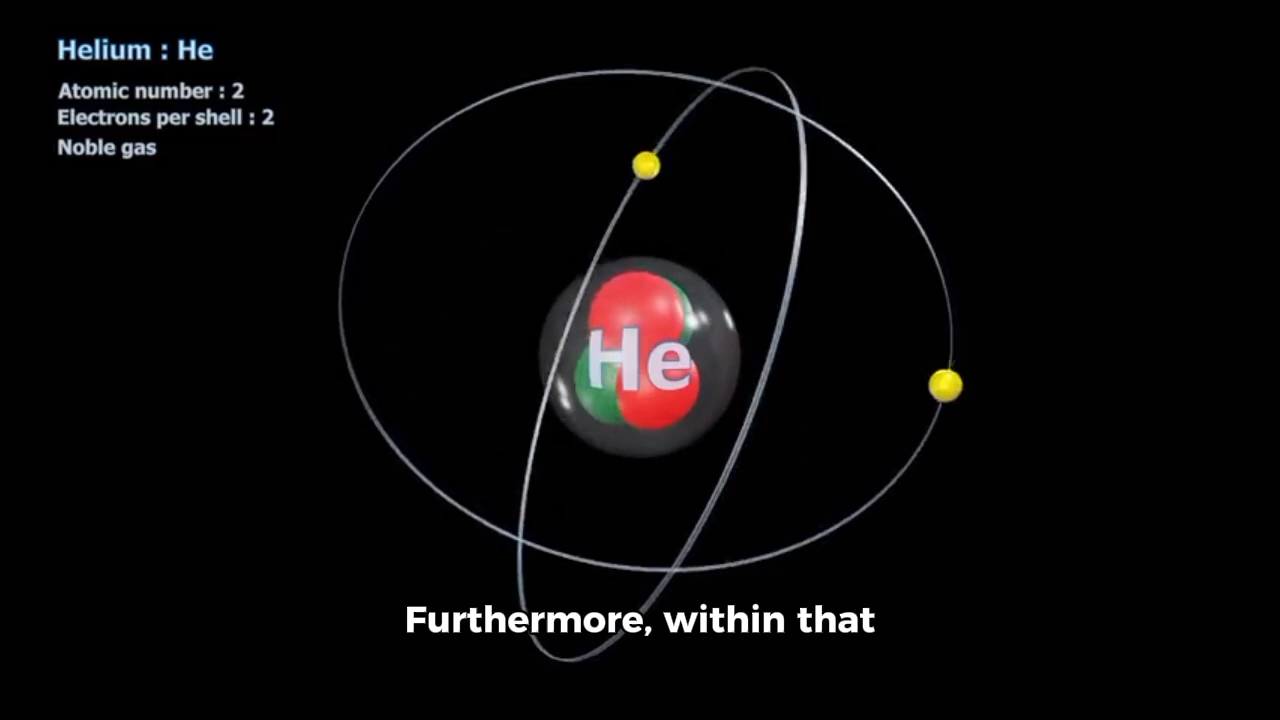 Helium : He
Atomic number : 2
Electrons per shell : 2
Noble gas
He
Furthermore, within that